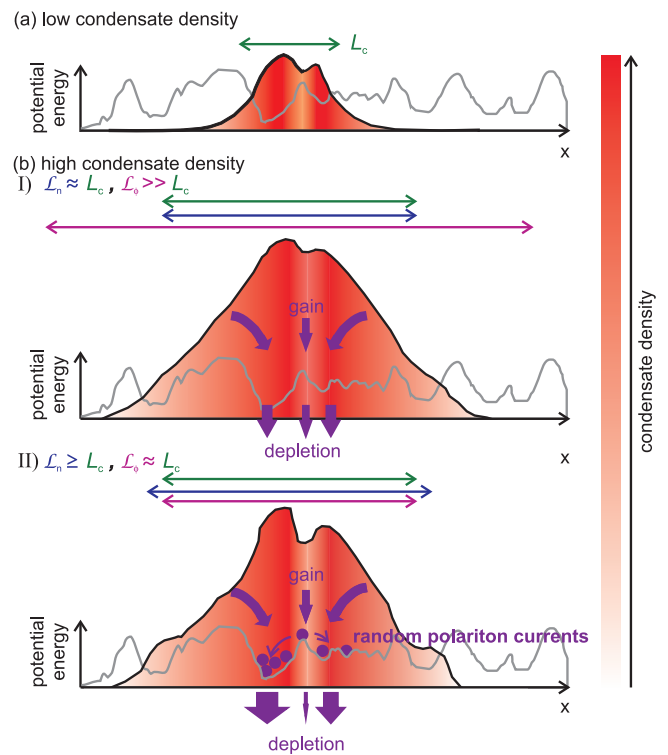 (a) low condensate density
L_c
potential energy
x
(b) high condensate density
I) ℒ_n ≈ L_c , ℒ_ϕ >> L_c
gain
potential energy
depletion
x
II) ℒ_n ≥ L_c , ℒ_ϕ ≈ L_c
gain
random polariton currents
potential energy
depletion
x
condensate density